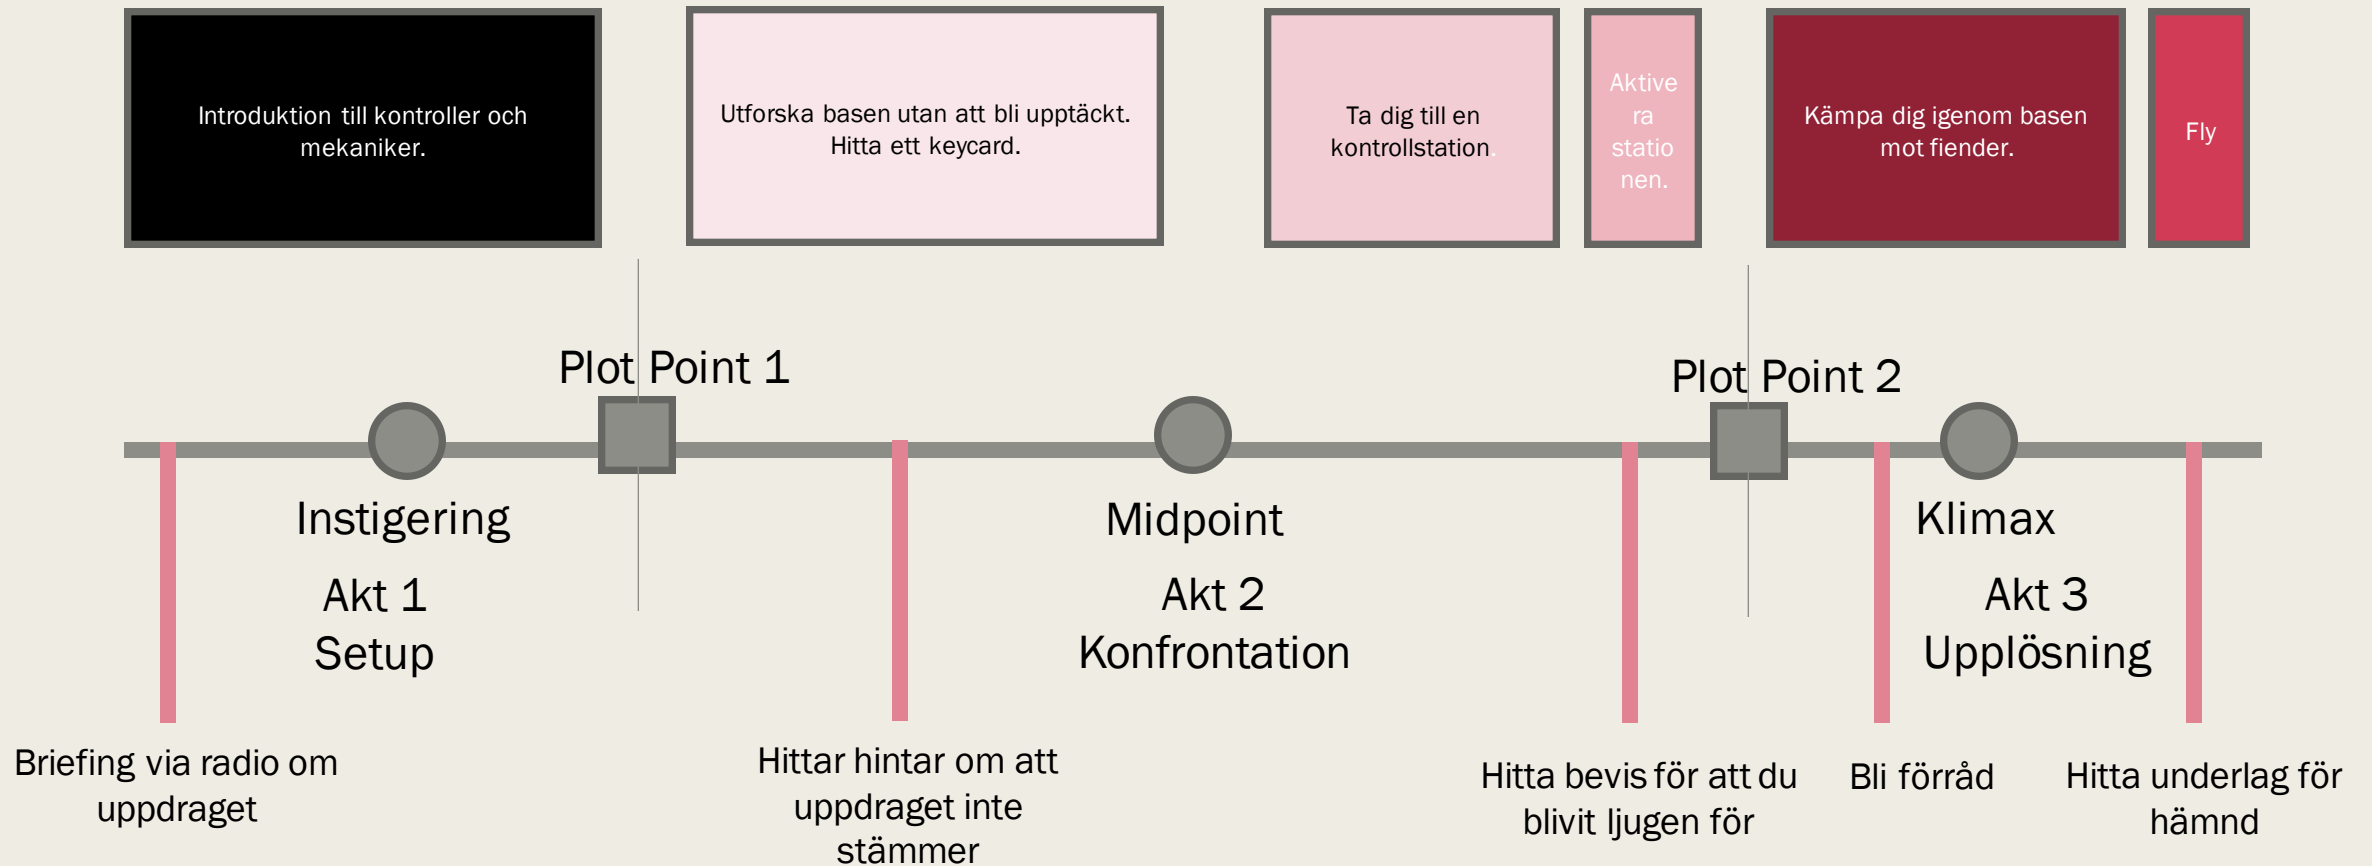 Introduktion till kontroller och
mekaniker.
Utforska basen utan att bli upptäckt.
Hitta ett keycard.
Ta dig till en
kontrollstation.
Aktive
ra
statio
nen.
Kämpa dig igenom basen
mot fiender.
Fly
Plot Point 1
Plot Point 2
Instigering
Midpoint
Klimax
Akt 1
Setup
Akt 2
Konfrontation
Akt 3
Upplösning
Briefing via radio om
uppdraget
Hittar hintar om att
uppdraget inte
stämmer
Hitta bevis för att du
blivit ljugen för
Bli förråd
Hitta underlag för
hämnd